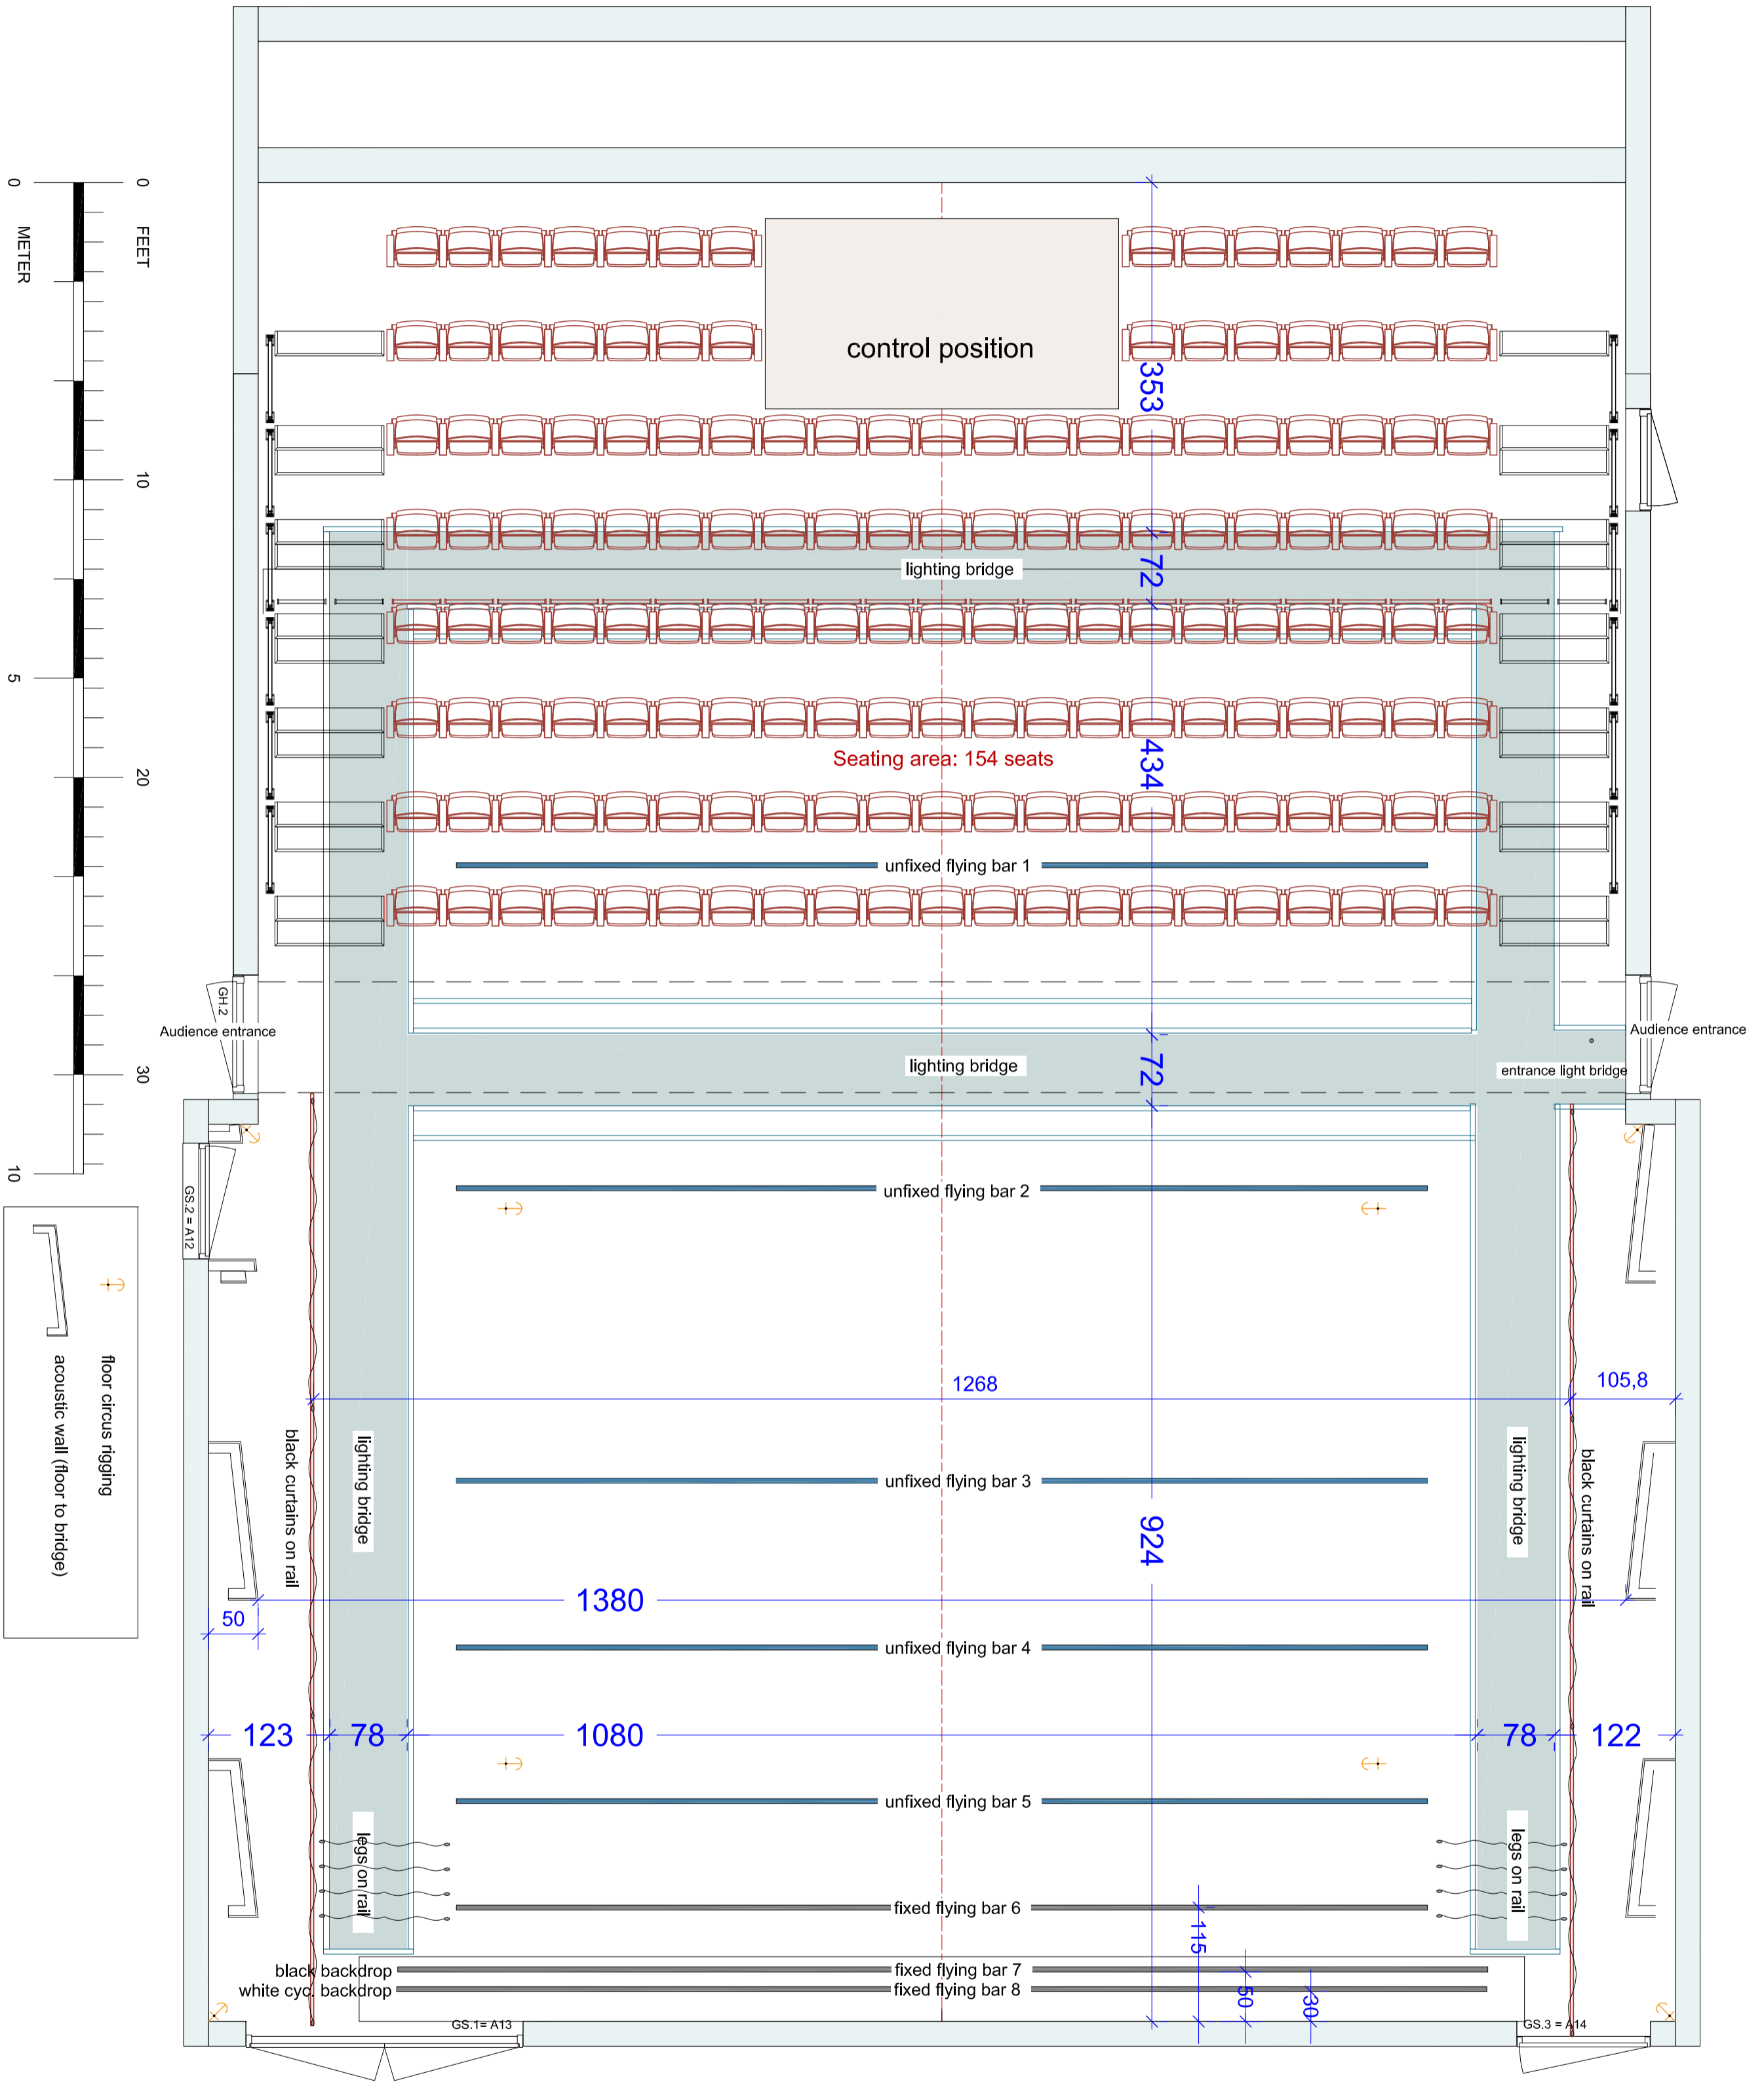 0
METER
5
10
0
FEET
10
20
30
control position
353
lighting bridge
72
434
Seating area: 154 seats
unfixed flying bar 1
GH.2
Audience entrance
Audience entrance
lighting bridge
72
entrance light bridge
GS.2 = A12
unfixed flying bar 2
floor circus rigging
acoustic wall (floor to bridge)
1268
105,8
black curtains on rail
lighting bridge
lighting bridge
black curtains on rail
unfixed flying bar 3
924
1380
50
unfixed flying bar 4
123
78
1080
78
122
unfixed flying bar 5
legs on rail
legs on rail
fixed flying bar 6
115
black backdrop
fixed flying bar 7
white cyc. backdrop
fixed flying bar 8
50
30
GS.1= A13
GS.3 = A14